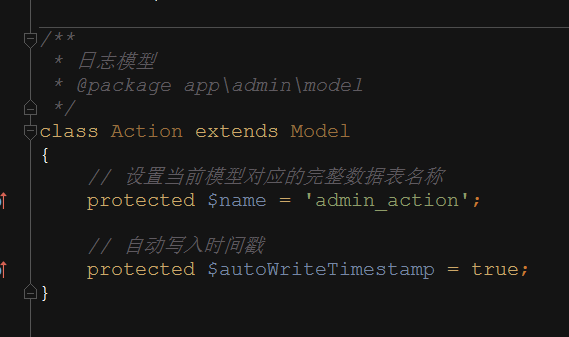 /**
 * 日志模型
 * @package app\admin\model
 */
class Action extends Model
{
    // 设置当前模型对应的完整数据表名称
    protected $name = 'admin_action';

    // 自动写入时间戳
    protected $autoWriteTimestamp = true;
}